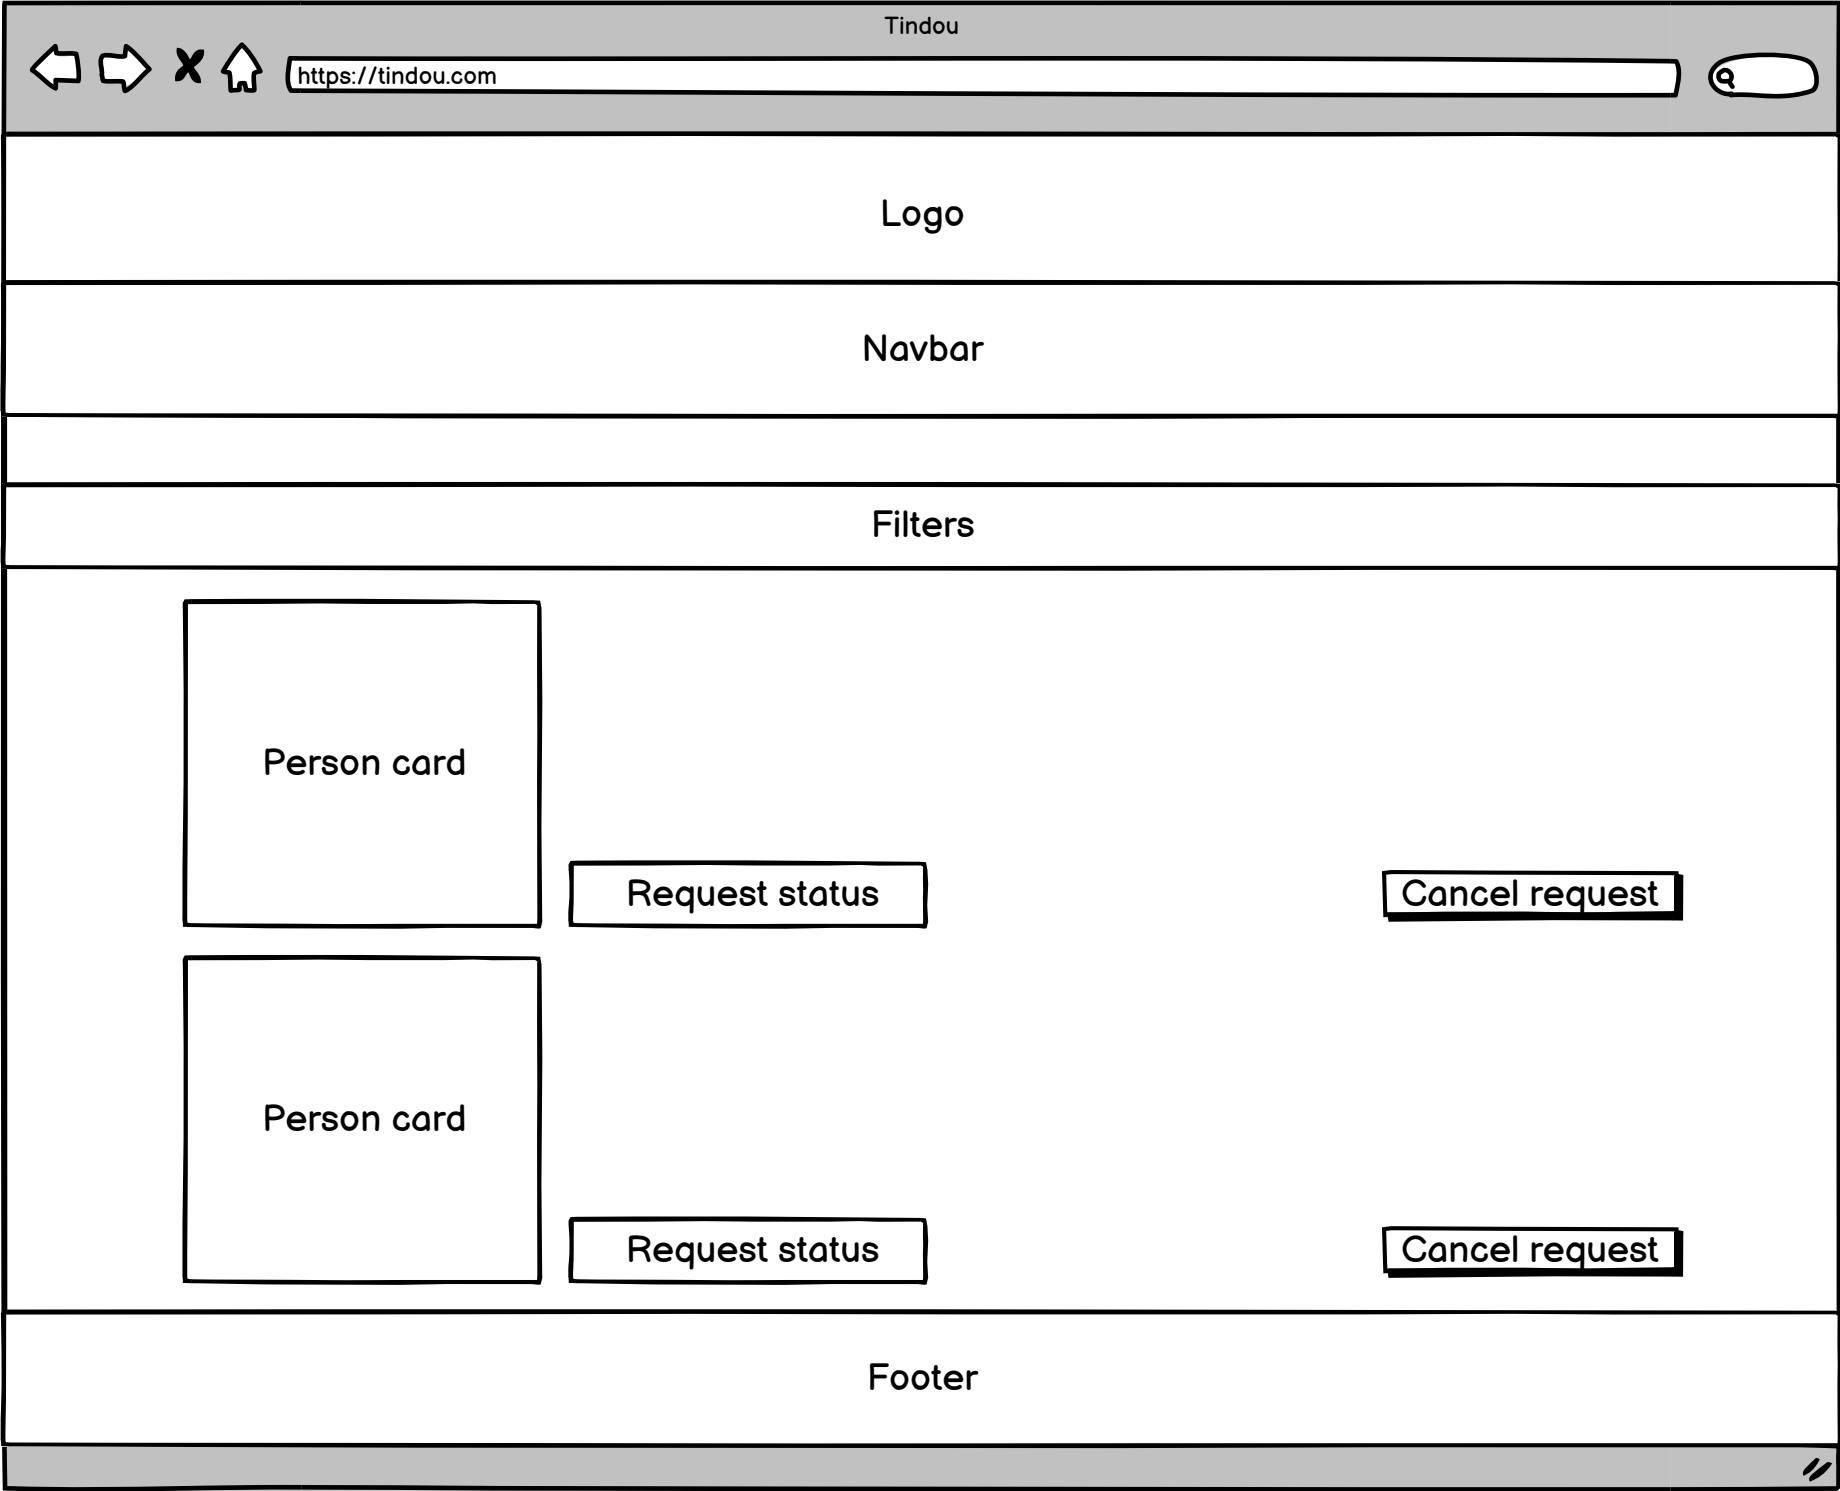 Tindou
https://tindou.com
Logo
Navbar
Filters
Person card
Request status
Cancel request
Person card
Request status
Cancel request
Footer